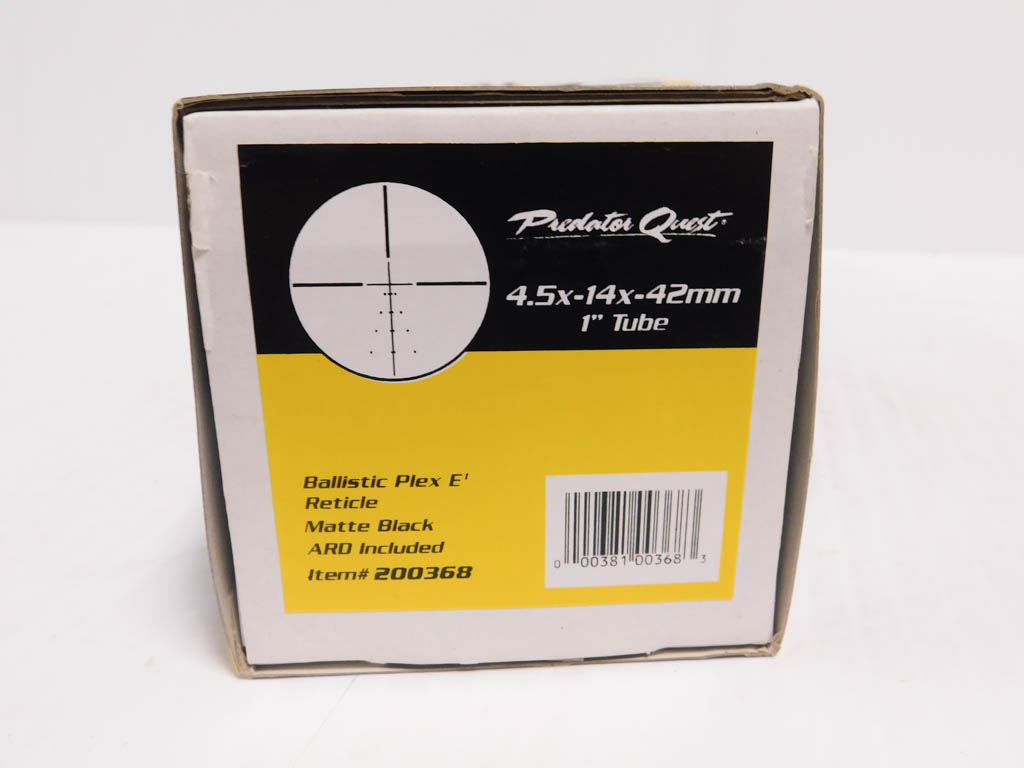 Predator Quest®
4.5x-14x-42mm
1" Tube
Ballistic Plex E'
Reticle
Matte Black
ARD Included
Item# 200368
0 00381 00368 3